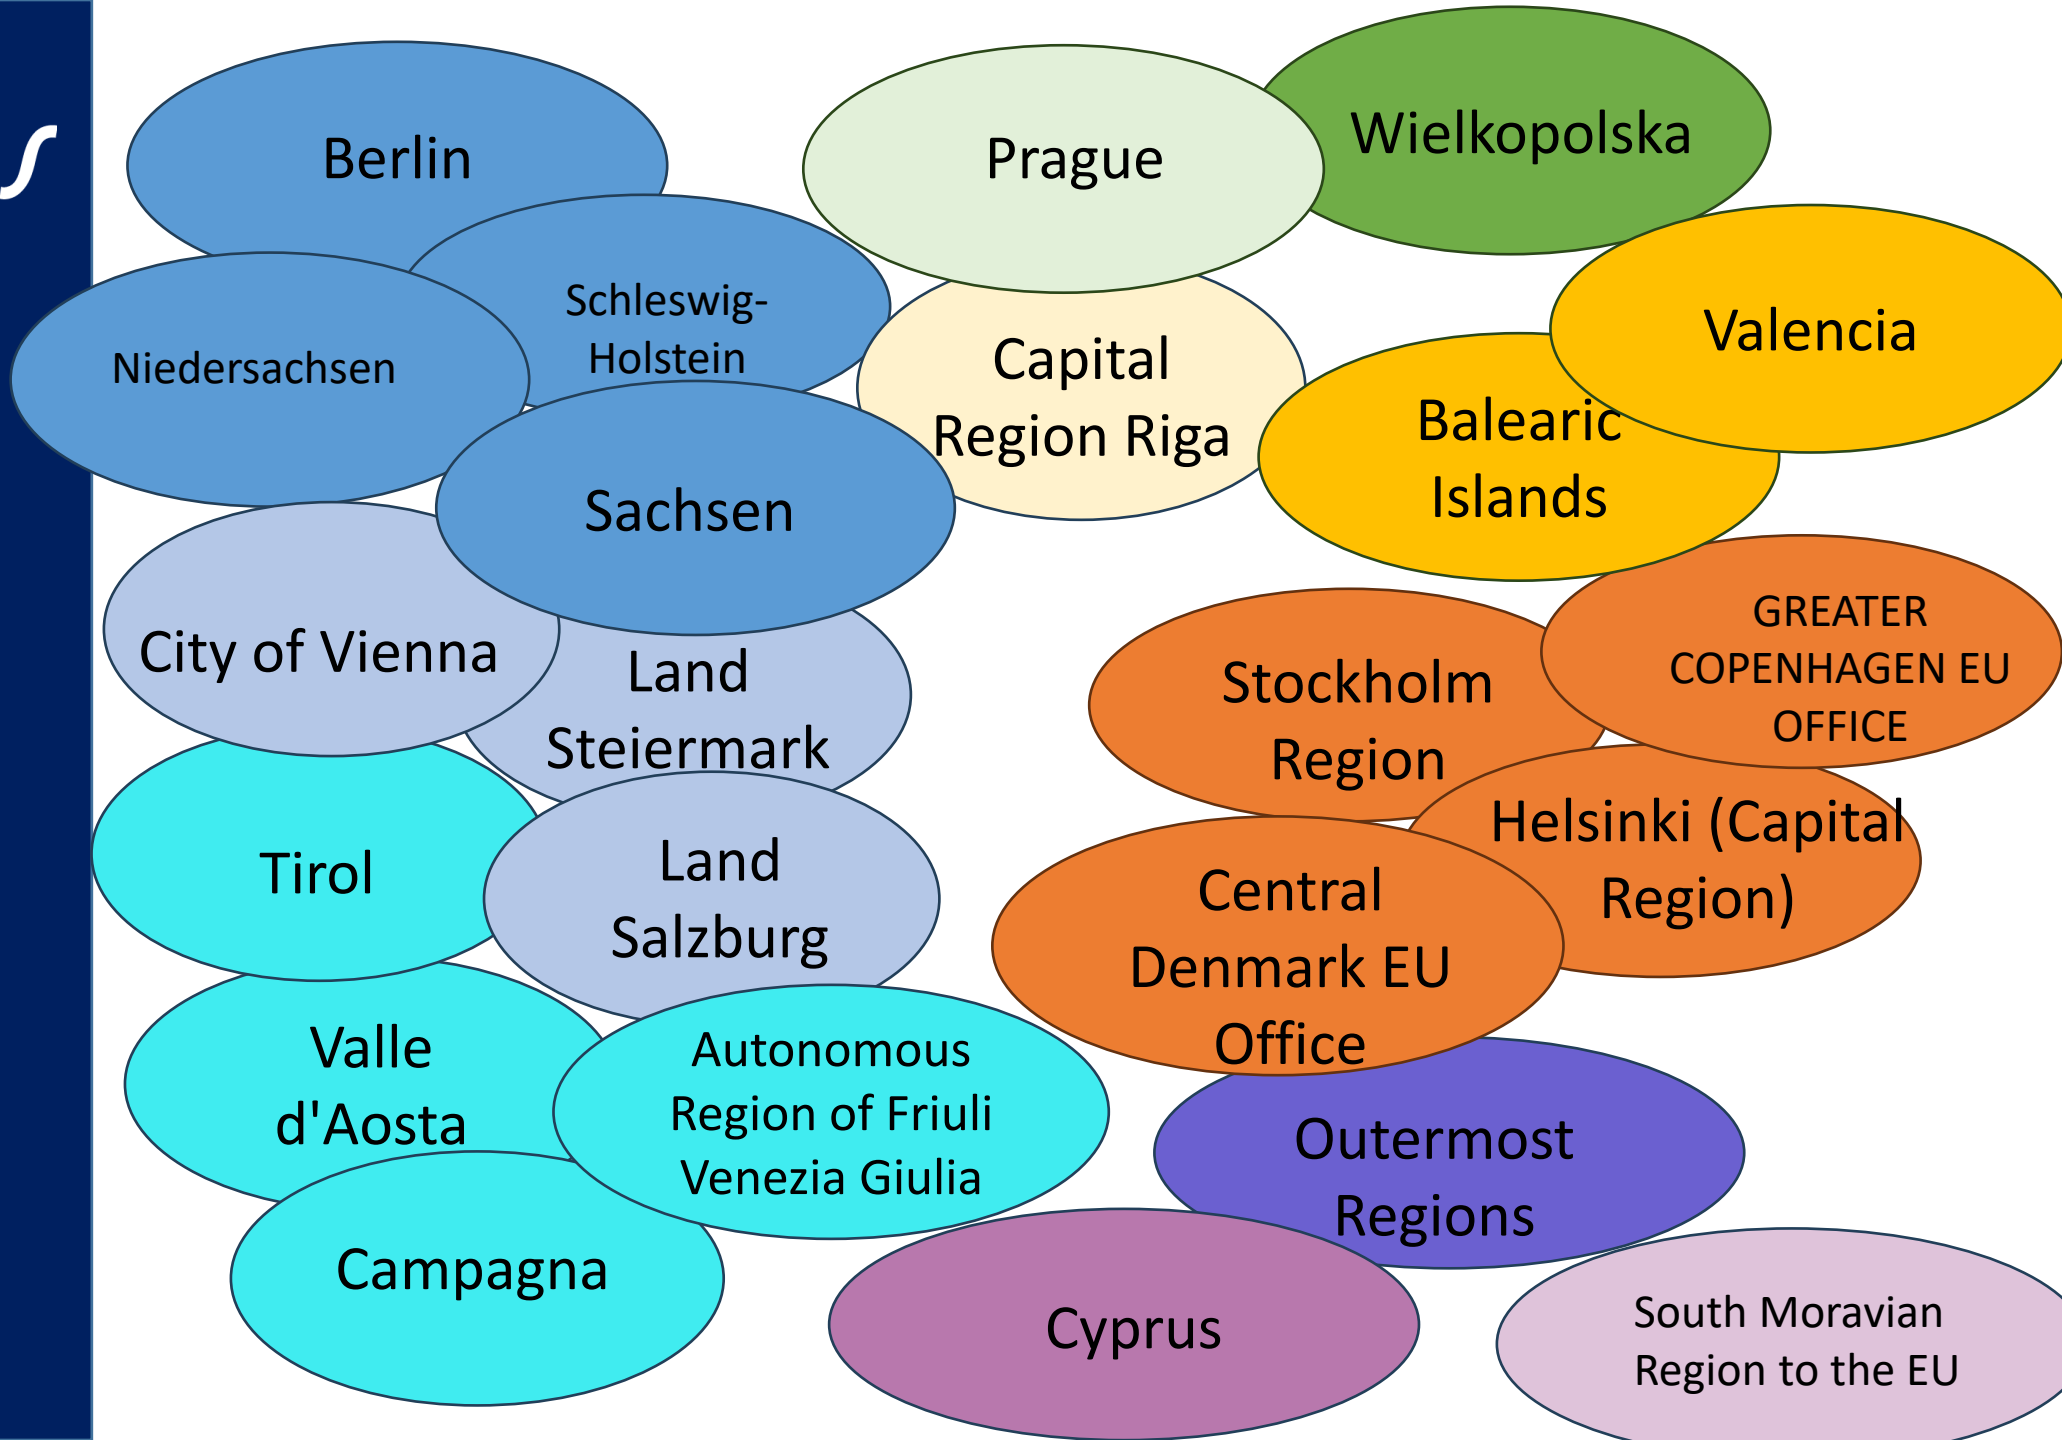 s
Berlin
Prague
Wielkopolska
Schleswig-
Holstein
Niedersachsen
Capital
Region Riga
Valencia
Balearic
Islands
Sachsen
City of Vienna
Land
Steiermark
Stockholm
Region
GREATER
COPENHAGEN EU
OFFICE
Helsinki (Capital
Region)
Tirol
Land
Salzburg
Central
Denmark EU
Office
Valle
d'Aosta
Autonomous
Region of Friuli
Venezia Giulia
Outermost
Regions
Campagna
Cyprus
South Moravian
Region to the EU